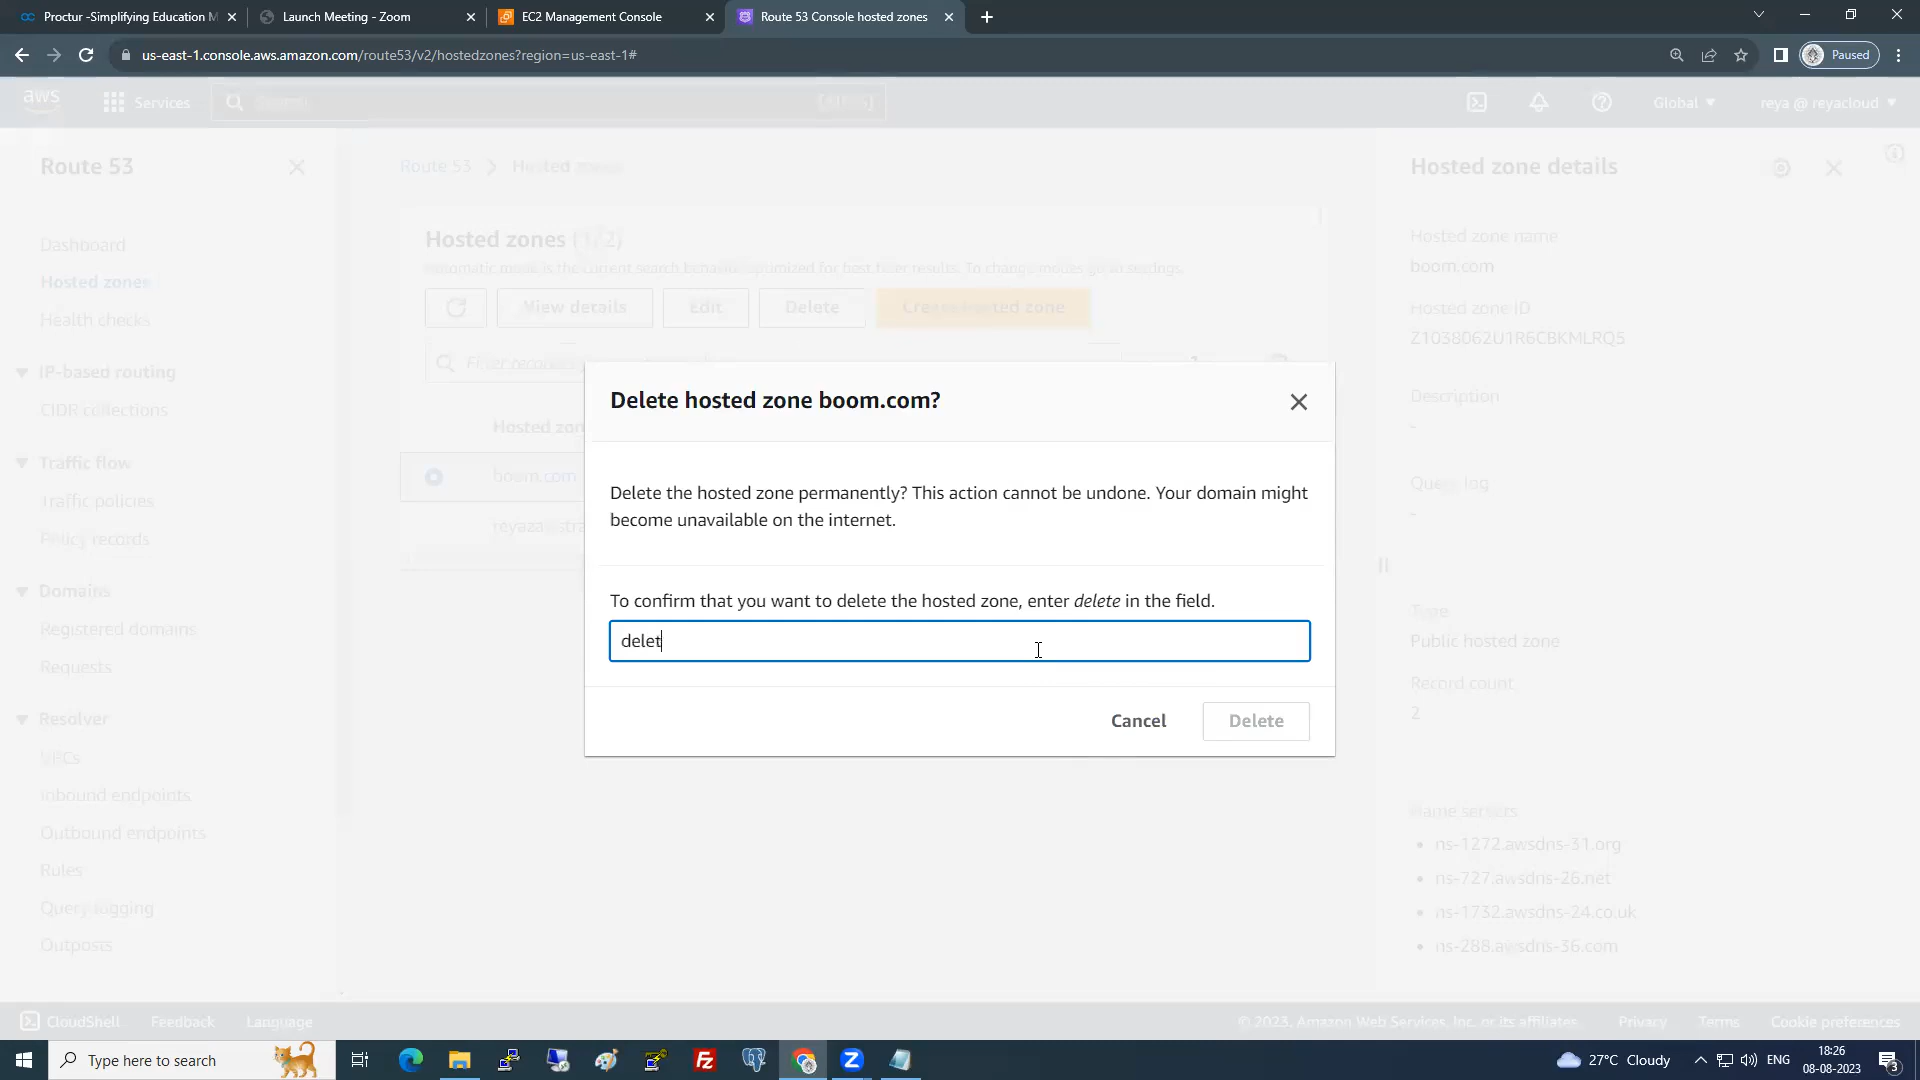 Proctur -Simplifying Education M
Launch Meeting - Zoom
EC2 Management Console
Route 53 Console hosted zones
us-east-1.console.aws.amazon.com/route53/v2/hostedzones?region=us-east-1#
Paused
aws
Services
Search
[Alt+S]
Global
reya @ reyacloud
Route 53
Dashboard
Hosted zones
Health checks
IP-based routing
CIDR collections
Traffic flow
Traffic policies
Policy records
Domains
Registered domains
Requests
Resolver
VPCs
Inbound endpoints
Outbound endpoints
Rules
Query logging
Outposts
Route 53
Hosted zones
Hosted zones (1/2)
Automatic mode is the current search behavior optimized for best filter results. To change modes go to settings.
View details
Edit
Delete
Create hosted zone
Filter records
1
Hosted zon
boom.com
Delete hosted zone boom.com?
Delete the hosted zone permanently? This action cannot be undone. Your domain might
become unavailable on the internet.
To confirm that you want to delete the hosted zone, enter delete in the field.
delet
Cancel
Delete
Hosted zone details
Hosted zone name
boom.com
Hosted zone ID
Z1038062U1R6CBKMLRQS
Description
-
Query log
-
Type
Public hosted zone
Record count
2
Name servers
ns-1272.awsdns-31.org
ns-727.awsdns-26.net
ns-1732.awsdns-24.co.uk
ns-288.awsdns-36.com
CloudShell
Feedback
Language
© 2023, Amazon Web Services, Inc. or its affiliates.
Privacy
Terms
Cookie preferences
Type here to search
27°C Cloudy
ENG
18:26
08-08-2023
3